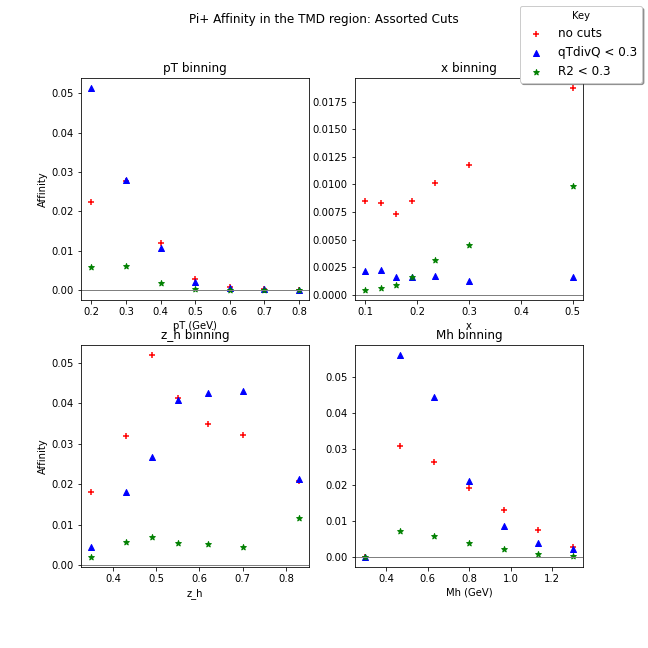 Pi+ Affinity in the TMD region: Assorted Cuts
Key
no cuts
qTdivQ < 0.3
R2 < 0.3
pT binning
0.05
0.04
0.03
0.02
0.01
0.00
Affinity
0.2 0.3 0.4 0.5 0.6 0.7 0.8
pT (GeV)
x binning
0.0175
0.0150
0.0125
0.0100
0.0075
0.0050
0.0025
0.0000
0.1 0.2 0.3 0.4 0.5
x
z_h binning
0.05
0.04
0.03
0.02
0.01
0.00
Affinity
0.4 0.5 0.6 0.7 0.8
z_h
Mh binning
0.05
0.04
0.03
0.02
0.01
0.00
0.4 0.6 0.8 1.0 1.2
Mh (GeV)